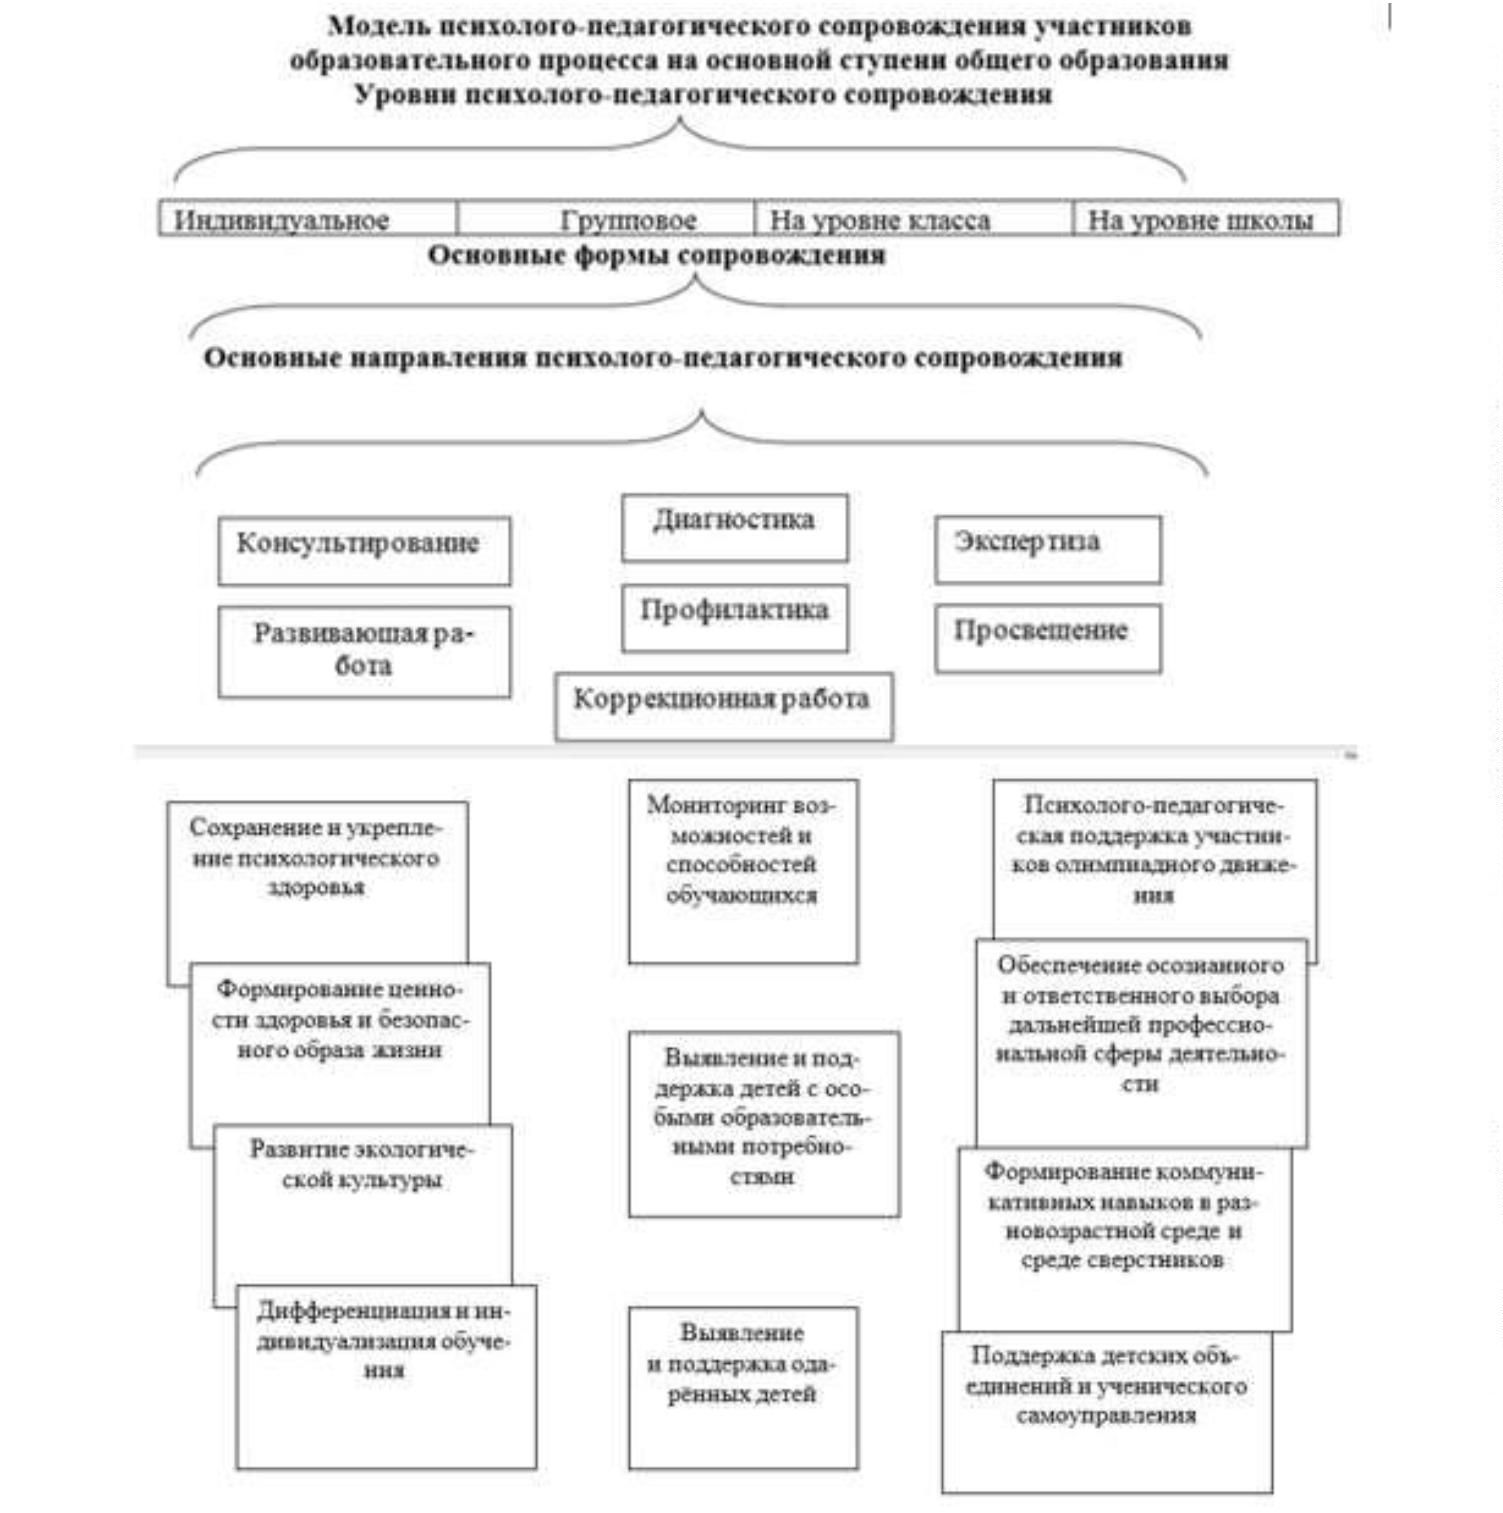 Модель психолого-педагогического сопровождения участников
образовательного процесса на основной ступени общего образования
Уровни психолого-педагогического сопровождения
Индивидуальное
Групповое
На уровне класса
На уровне школы
Основные формы сопровождения
Основные направления психолого-педагогического сопровождения
Консультирование
Диагностика
Экспертиза
Развивающая ра-
бота
Профилактика
Просвещение
Коррекционная работа
Сохранение и укрепле-
ние психологического
здоровья
Формирование ценно-
сти здоровья и безопас-
ного образа жизни
Развитие экологиче-
ской культуры
Дифференциация и ин-
дивидуализация обуче-
ния
Мониторинг воз-
можностей и
способностей
обучающихся
Выявление и под-
держка детей с осо-
быми образователь-
ными потребно-
стями
Выявление
и поддержка ода-
рённых детей
Психолого-педагогиче-
ская поддержка участни-
ков олимпиадного движе-
ния
Обеспечение осознанного
и ответственного выбора
дальнейшей профессио-
нальной сферы деятельно-
сти
Формирование коммуни-
кативных навыков в раз-
новозрастной среде и
среде сверстников
Поддержка детских объ-
единений и ученического
самоуправления